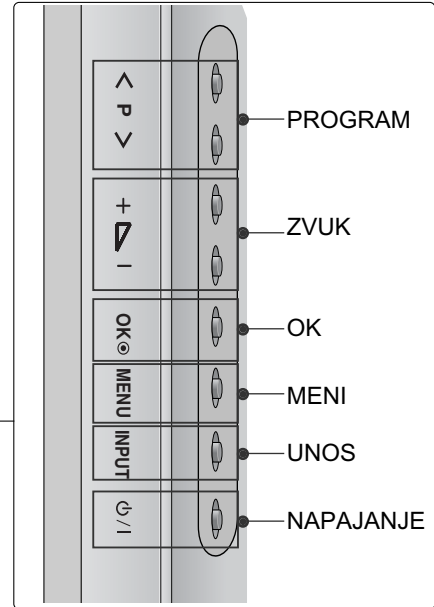 < P >
PROGRAM
+ −
ZVUK
OK
OK
MENU
MENI
INPUT
UNOS
⏻/I
NAPAJANJE